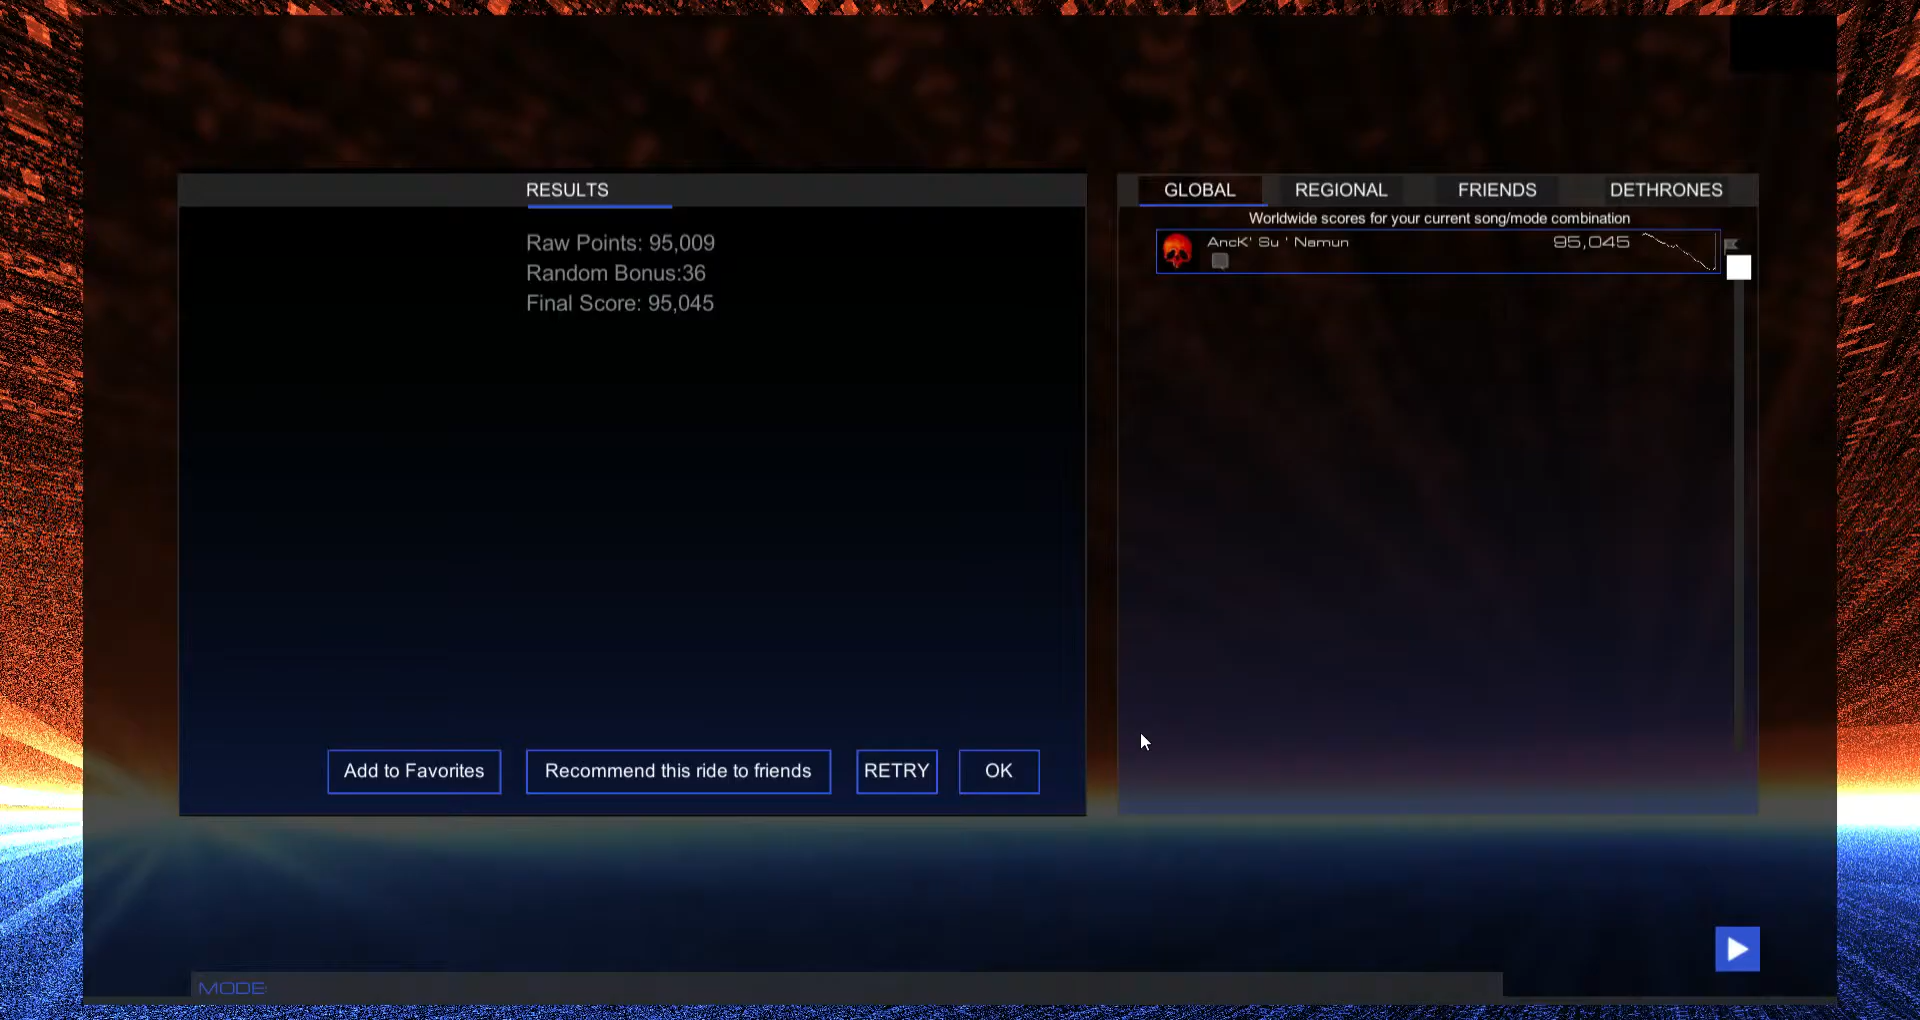 RESULTS
Raw Points: 95,009
Random Bonus:36
Final Score: 95,045
Add to Favorites
Recommend this ride to friends
RETRY
OK
GLOBAL
REGIONAL
FRIENDS
DETHRONES
Worldwide scores for your current song/mode combination
AncK' Su ' Namun
95,045
MODE: